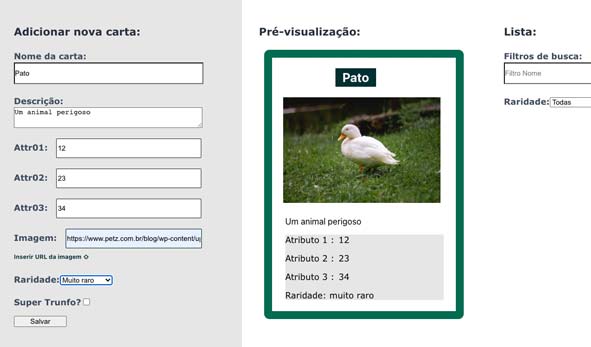 Adicionar nova carta:
Nome da carta:
Pato
Descrição:
Um animal perigoso
Attr01: 12
Attr02: 23
Attr03: 34
Imagem: https://www.petz.com.br/blog/wp-content/up
Inserir URL da imagem
Raridade: Muito raro
Super Trunfo?
Salvar
Pré-visualização:
Pato
Um animal perigoso
Atributo 1 : 12
Atributo 2 : 23
Atributo 3 : 34
Raridade: muito raro
Lista:
Filtros de busca:
Filtro Nome
Raridade: Todas